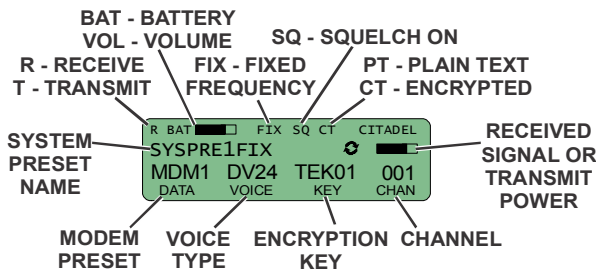 BAT - BATTERY
VOL - VOLUME
SQ - SQUELCH ON
R - RECEIVE
T - TRANSMIT
FIX - FIXED
FREQUENCY
PT - PLAIN TEXT
CT - ENCRYPTED
SYSTEM
PRESET
NAME
R BAT FIX SQ CT CITADEL
SYSPRE1FIX
MDM1 DV24 TEK01 001
DATA VOICE KEY CHAN
RECEIVED
SIGNAL OR
TRANSMIT
POWER
MODEM
PRESET
VOICE
TYPE
ENCRYPTION
KEY
CHANNEL